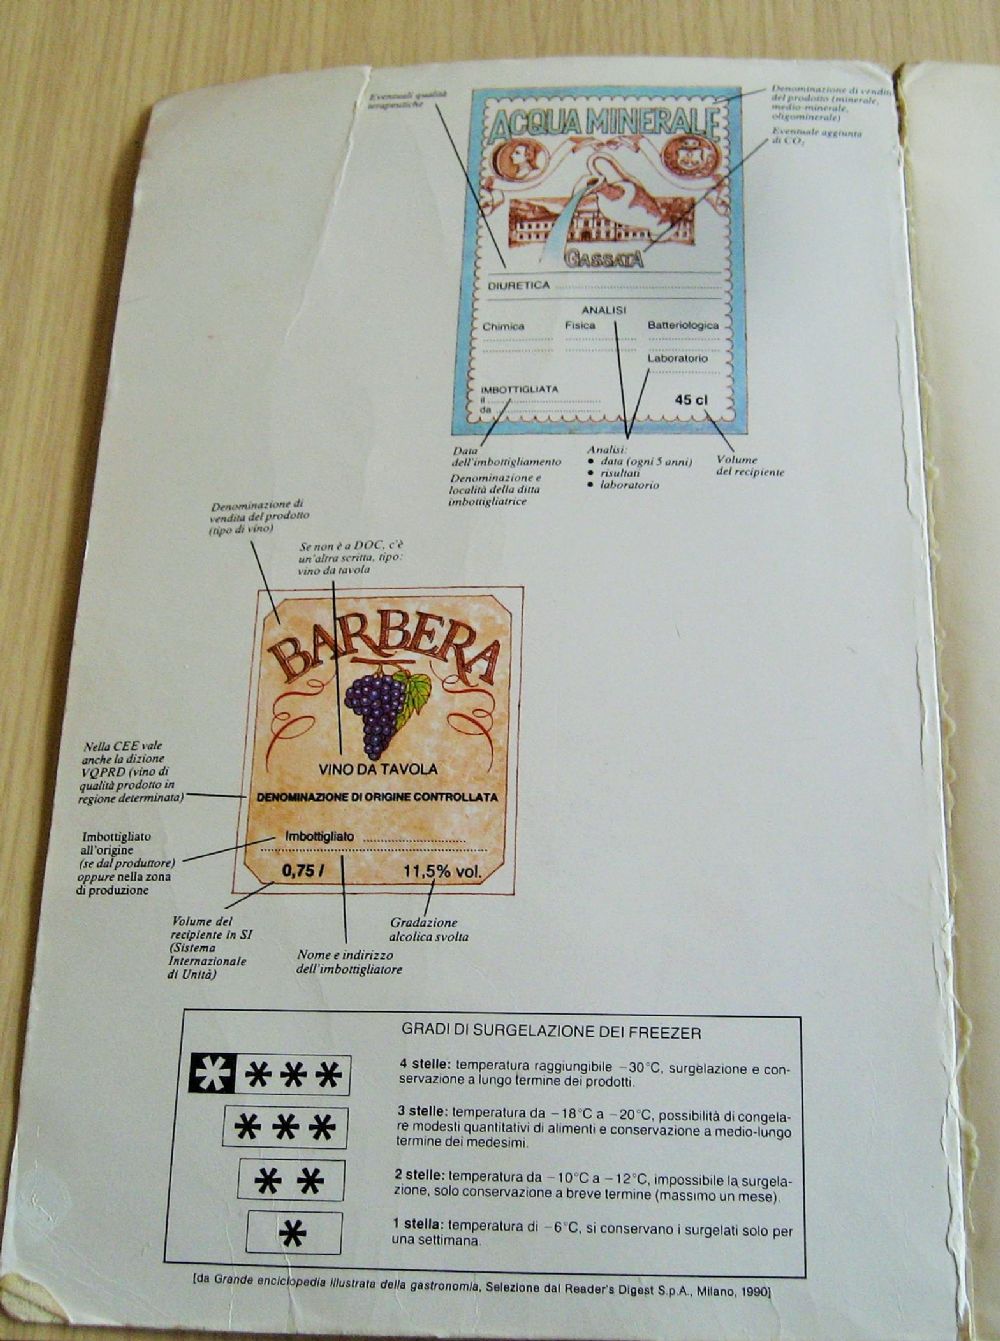 Eventuali qualità
terapeutiche
Denominazione di vendita
del prodotto (minerale,
medio-minerale,
oligominerale)
Eventuale aggiunta
di CO₂
ACQUA MINERALE
GASSATA
DIURETICA
ANALISI
Chimica Fisica Batteriologica
Laboratorio
IMBOTTIGLIATA
il
da
45 cl
Data
dell'imbottigliamento
Denominazione e
località della ditta
imbottigliatrice
Analisi:
• data (ogni 5 anni)
• risultati
• laboratorio
Volume
del recipiente
Denominazione di
vendita del prodotto
(tipo di vino)
Se non è a DOC, c'è
un'altra scritta, tipo:
vino da tavola
BARBERA
VINO DA TAVOLA
DENOMINAZIONE DI ORIGINE CONTROLLATA
Imbottigliato
0,75 l 11,5% vol.
Nella CEE vale
anche la dizione
VQPRD (vino di
qualità prodotto in
regione determinata)
Imbottigliato
all'origine
(se dal produttore)
oppure nella zona
di produzione
Volume del
recipiente in SI
(Sistema
Internazionale
di Unità)
Nome e indirizzo
dell'imbottigliatore
Gradazione
alcolica svolta
GRADI DI SURGELAZIONE DEI FREEZER
4 stelle: temperatura raggiungibile −30°C, surgelazione e con-
servazione a lungo termine dei prodotti.
3 stelle: temperatura da −18°C a −20°C, possibilità di congela-
re modesti quantitativi di alimenti e conservazione a medio-lungo
termine dei medesimi.
2 stelle: temperatura da −10°C a −12°C, impossibile la surgela-
zione, solo conservazione a breve termine (massimo un mese).
1 stella: temperatura di −6°C, si conservano i surgelati solo per
una settimana.
[da Grande enciclopedia illustrata della gastronomia, Selezione dal Reader's Digest S.p.A., Milano, 1990]